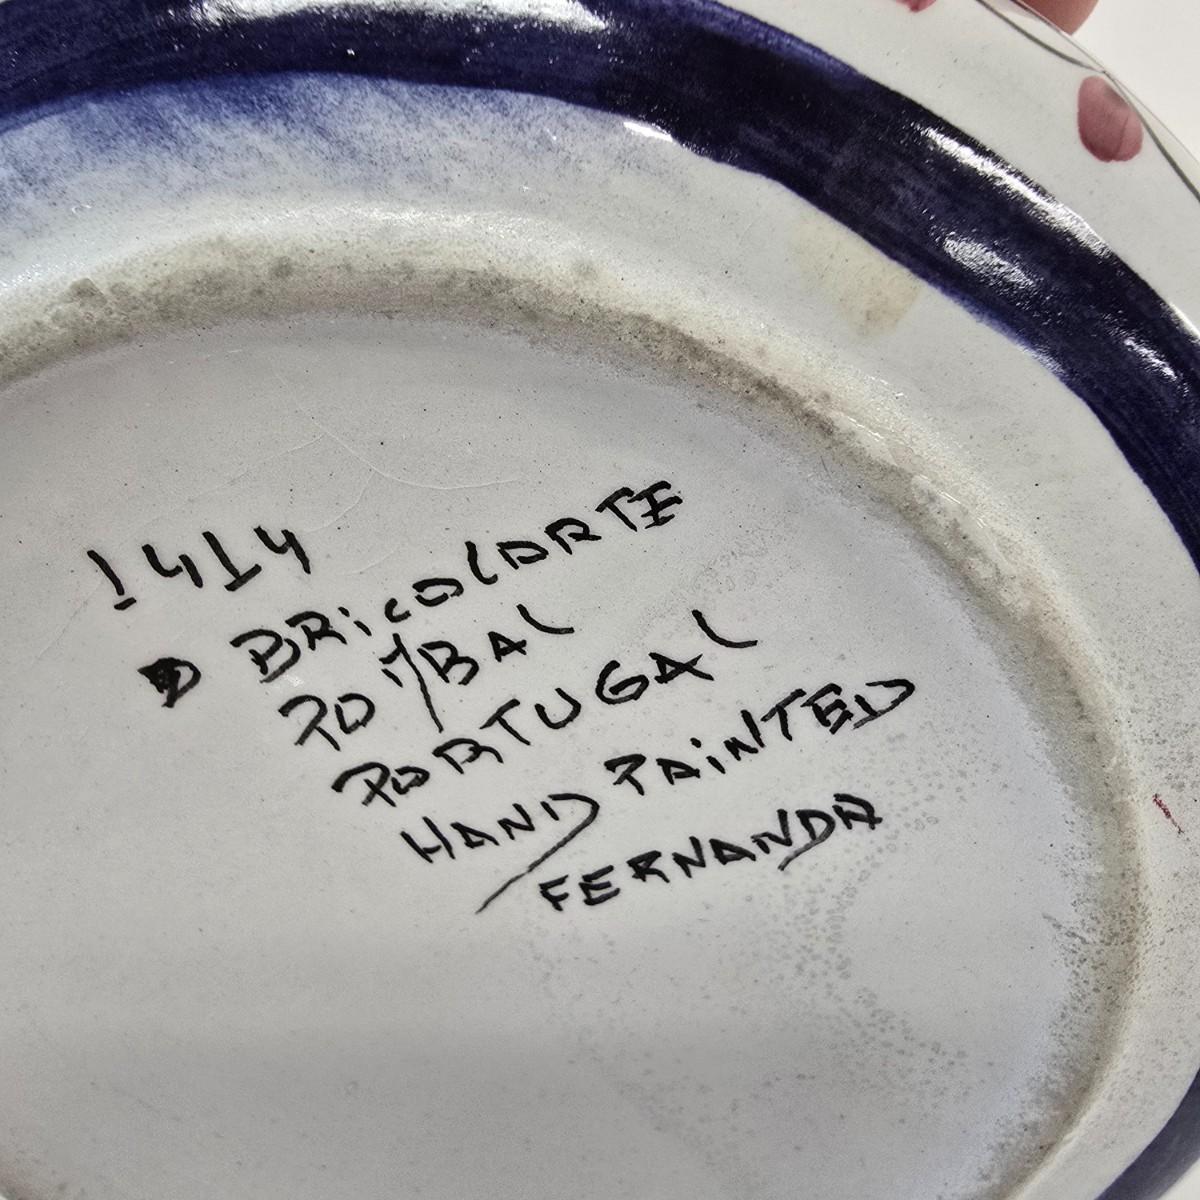 1414
BRiCOLARTE
POMBAL
PORTUGAL
HAND PAiNTED
FERNANDA